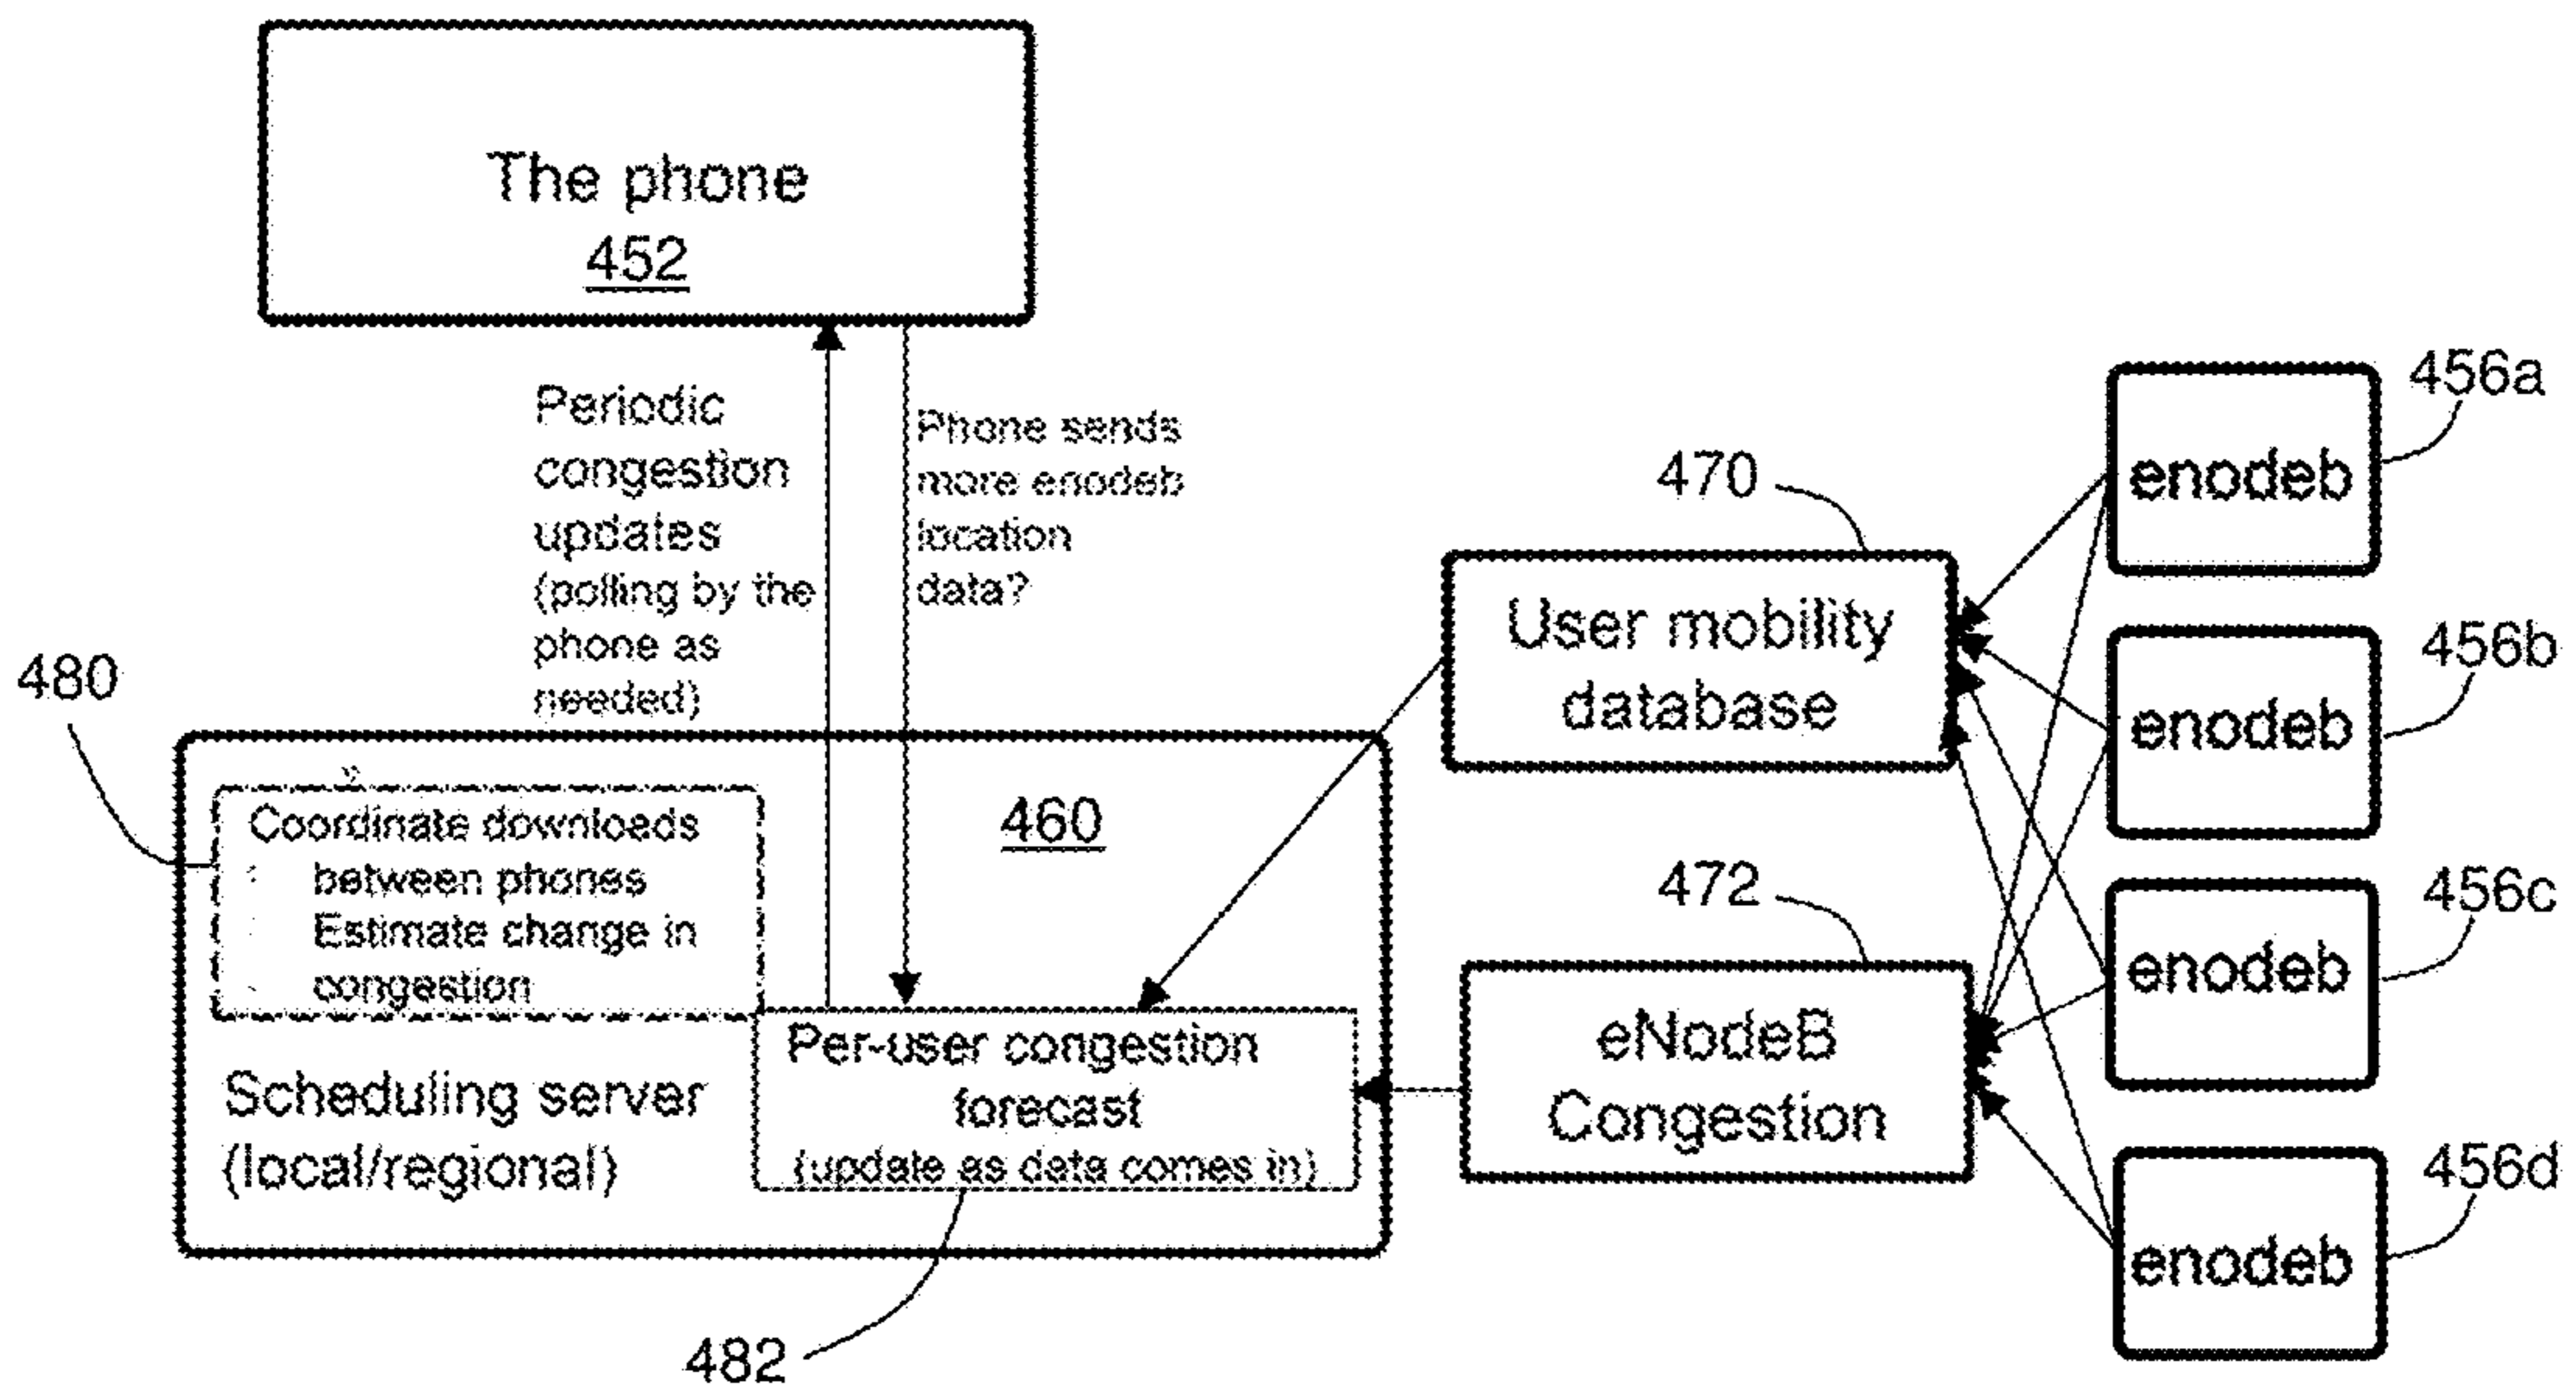 The phone
452
Periodic
congestion
updates
(polling by the
phone as
needed)
Phone sends
more enodeb
location
data?
480
Coordinate downloads
between phones
Estimate change in
congestion
460
Scheduling server
(local/regional)
Per-user congestion
forecast
(update as data comes in)
482
470
User mobility
database
472
eNodeB
Congestion
456a
enodeb
456b
enodeb
456c
enodeb
456d
enodeb